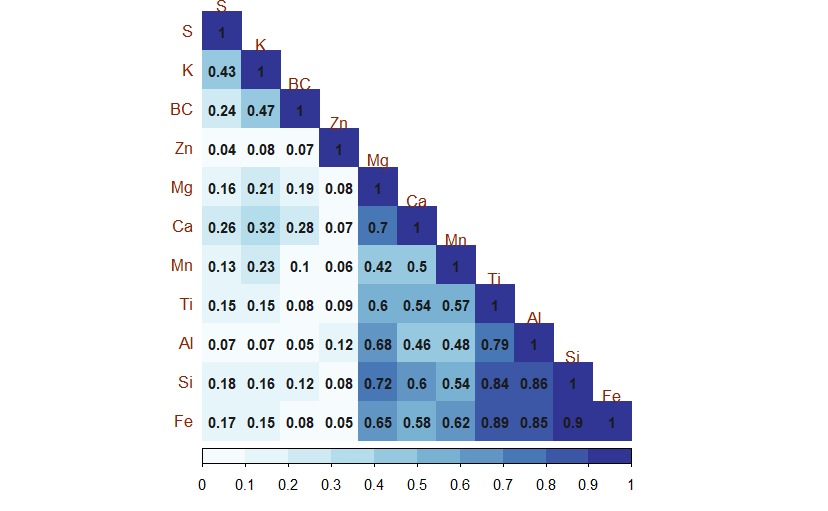 S
S 1
K
K 0.43 1
BC
BC 0.24 0.47 1
Zn
Zn 0.04 0.08 0.07 1
Mg
Mg 0.16 0.21 0.19 0.08 1
Ca
Ca 0.26 0.32 0.28 0.07 0.7 1
Mn
Mn 0.13 0.23 0.1 0.06 0.42 0.5 1
Ti
Ti 0.15 0.15 0.08 0.09 0.6 0.54 0.57 1
Al
Al 0.07 0.07 0.05 0.12 0.68 0.46 0.48 0.79 1
Si
Si 0.18 0.16 0.12 0.08 0.72 0.6 0.54 0.84 0.86 1
Fe
Fe 0.17 0.15 0.08 0.05 0.65 0.58 0.62 0.89 0.85 0.9 1
0 0.1 0.2 0.3 0.4 0.5 0.6 0.7 0.8 0.9 1